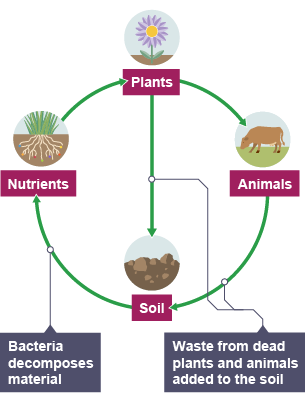 Plants
Nutrients
Animals
Soil
Bacteria
decomposes
material
Waste from dead
plants and animals
added to the soil